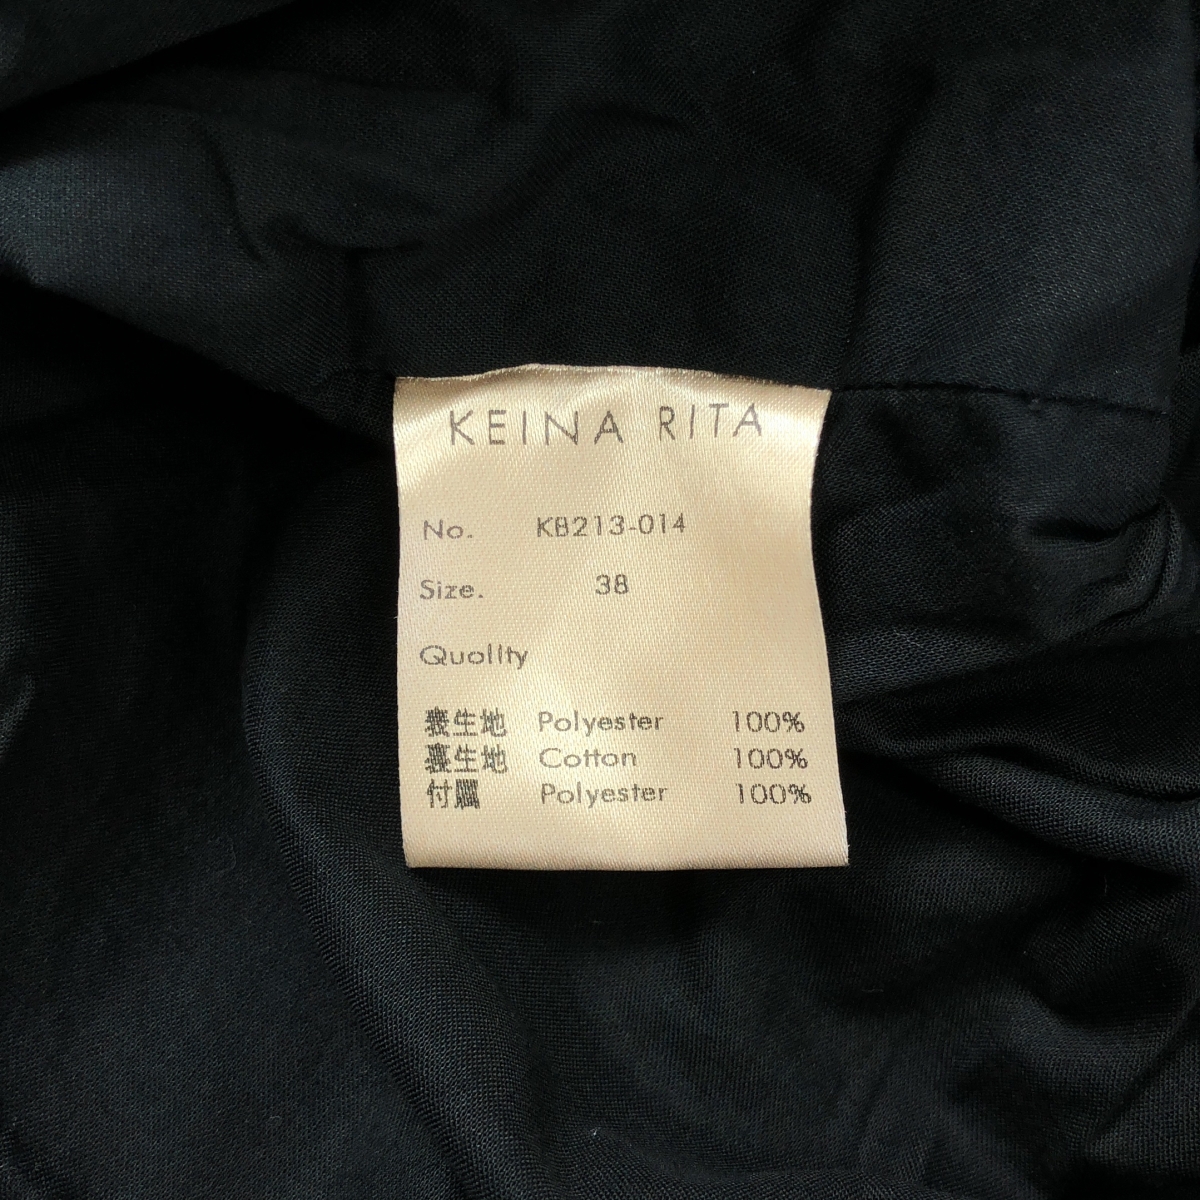 KEINA RITA
No. KB213-014
Size. 38
Quality
表生地 Polyester 100%
裏生地 Cotton 100%
付属 Polyester 100%